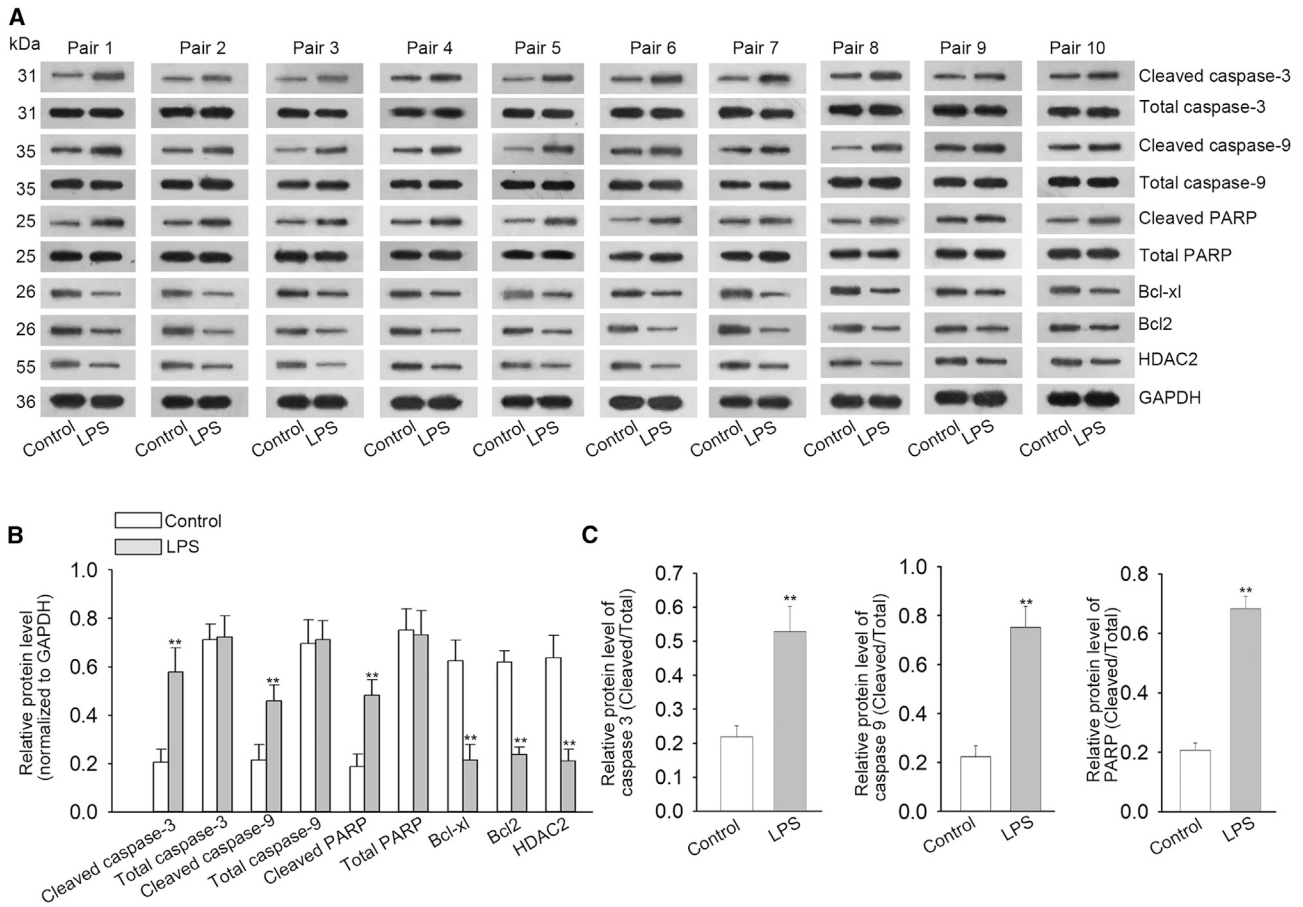 A
kDa Pair 1 Pair 2 Pair 3 Pair 4 Pair 5 Pair 6 Pair 7 Pair 8 Pair 9 Pair 10
31 Cleaved caspase-3
31 Total caspase-3
35 Cleaved caspase-9
35 Total caspase-9
25 Cleaved PARP
25 Total PARP
26 Bcl-xl
26 Bcl2
55 HDAC2
36 GAPDH
Control LPS Control LPS Control LPS Control LPS Control LPS Control LPS Control LPS Control LPS Control LPS Control LPS
B
Control
LPS
Relative protein level
(normalized to GAPDH)
1.0
0.8
0.6
0.4
0.2
0.0
** ** ** ** ** **
Cleaved caspase-3
Total caspase-3
Cleaved caspase-9
Total caspase-9
Cleaved PARP
Total PARP
Bcl-xl
Bcl2
HDAC2
C
Relative protein level of
caspase 3 (Cleaved/Total)
0.7
0.6
0.5
0.4
0.3
0.2
0.1
0.0
**
Control LPS
Relative protein level of
caspase 9 (Cleaved/Total)
1.0
0.8
0.6
0.4
0.2
0.0
**
Control LPS
Relative protein level of
PARP (Cleaved/Total)
0.8
0.6
0.4
0.2
0.0
**
Control LPS